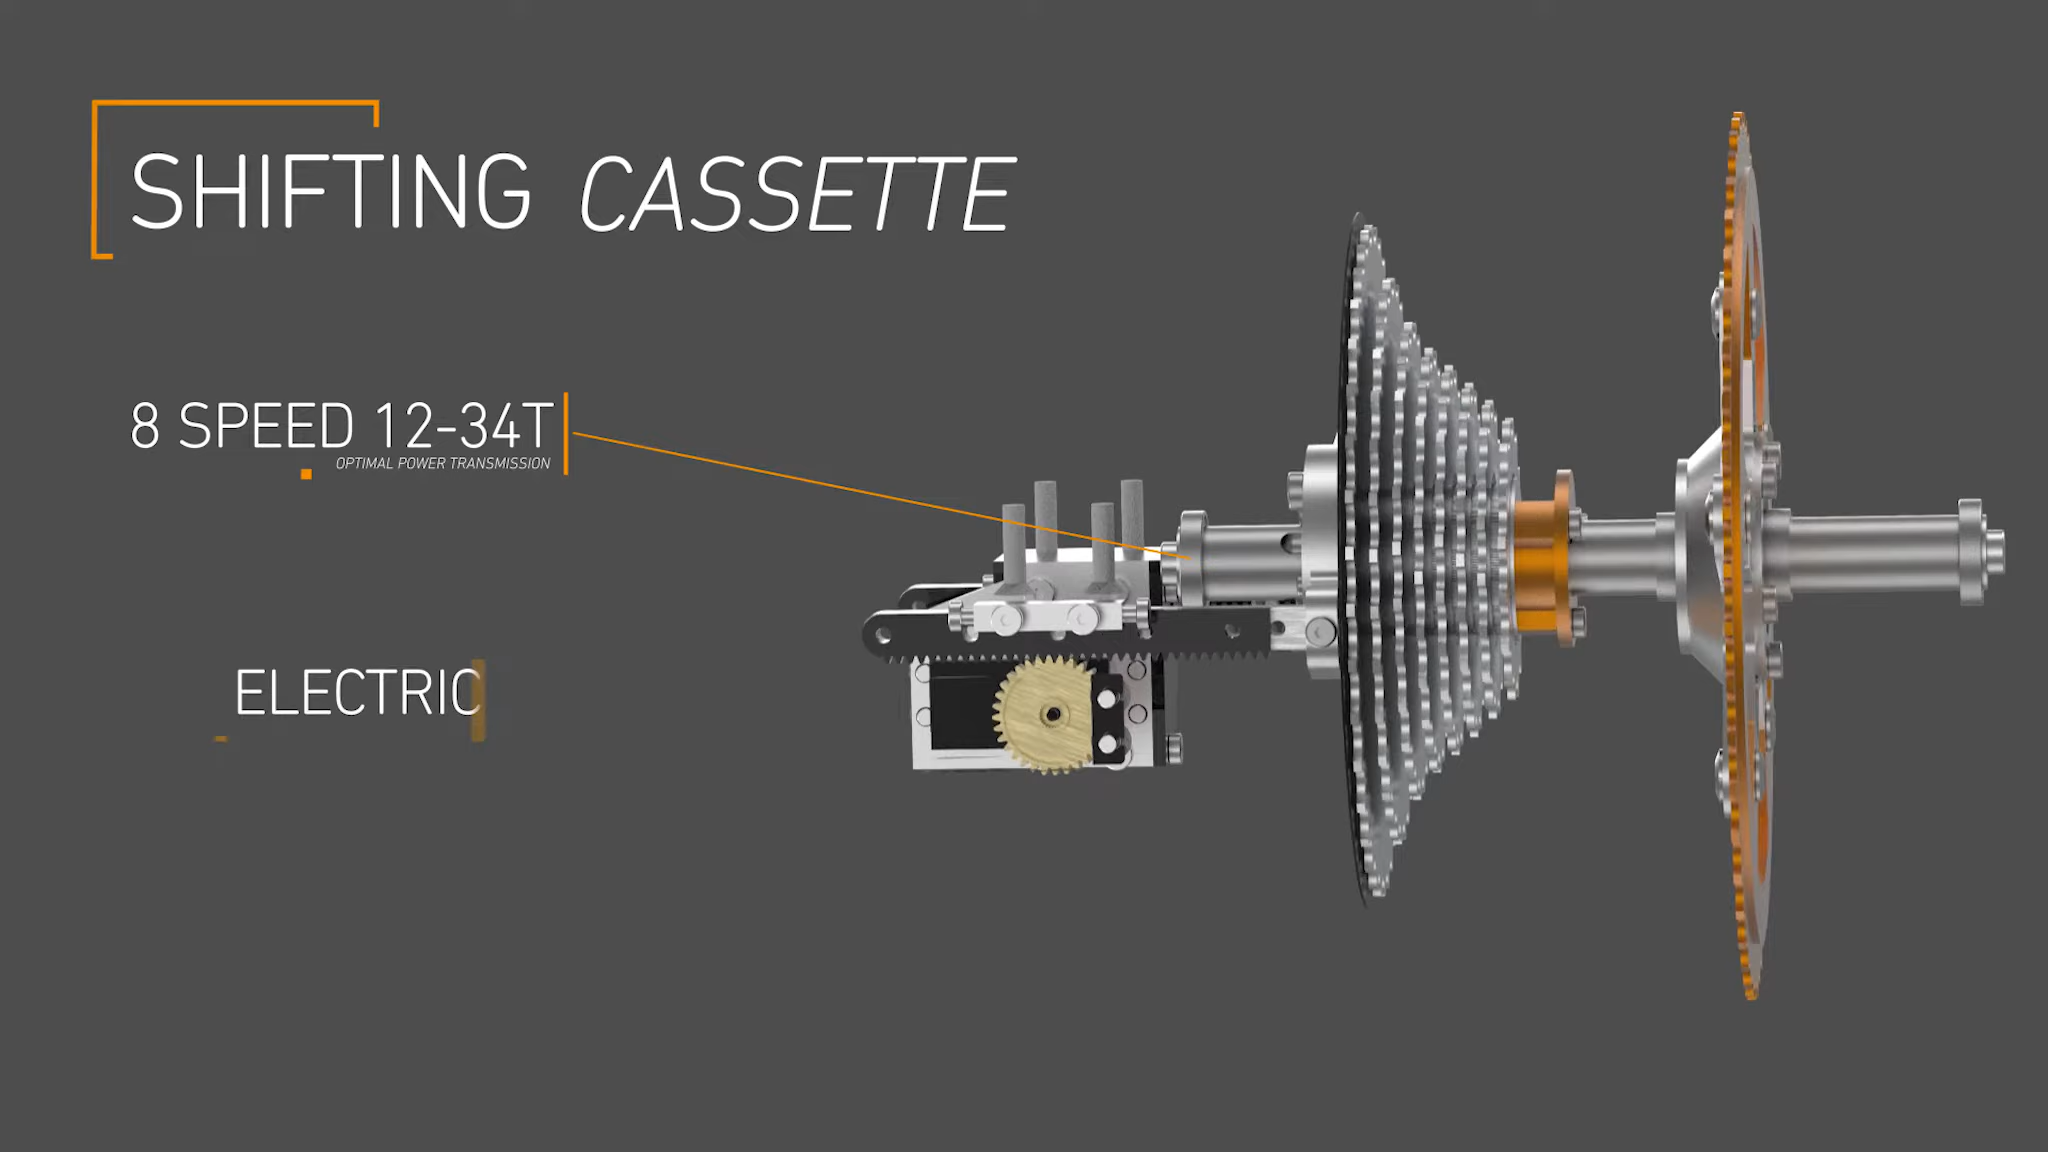 SHIFTING CASSETTE
8 SPEED 12-34T
OPTIMAL POWER TRANSMISSION
ELECTRIC